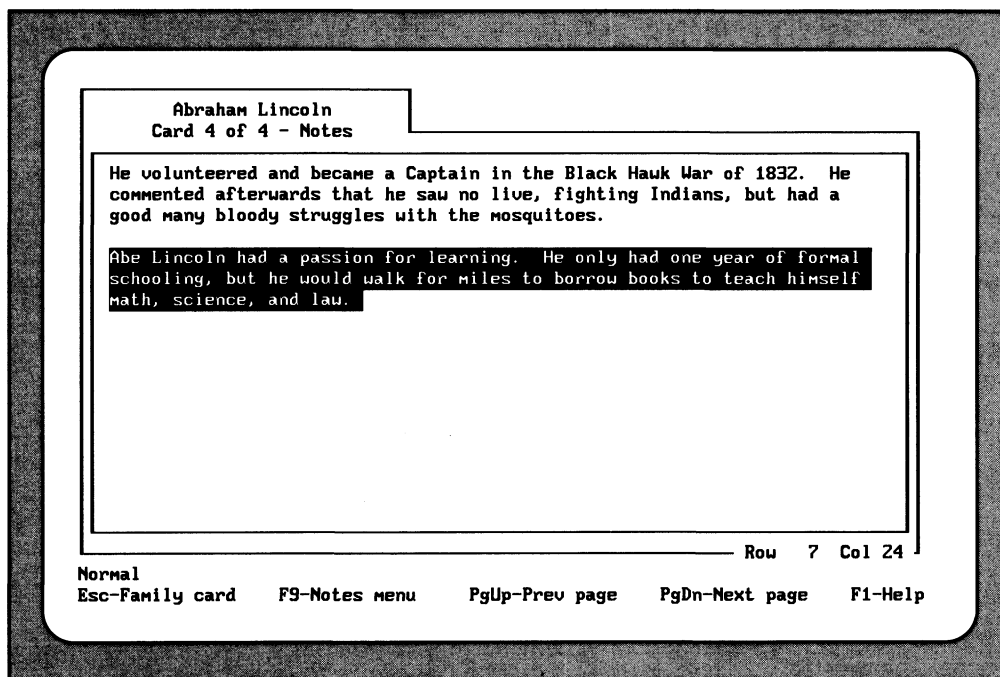 Abraham Lincoln
Card 4 of 4 - Notes
He volunteered and became a Captain in the Black Hawk War of 1832.  He
commented afterwards that he saw no live, fighting Indians, but had a
good many bloody struggles with the mosquitoes.
Abe Lincoln had a passion for learning.  He only had one year of formal
schooling, but he would walk for miles to borrow books to teach himself
math, science, and law.
Row   7  Col 24
Normal
Esc-Family card    F9-Notes menu    PgUp-Prev page    PgDn-Next page    F1-Help